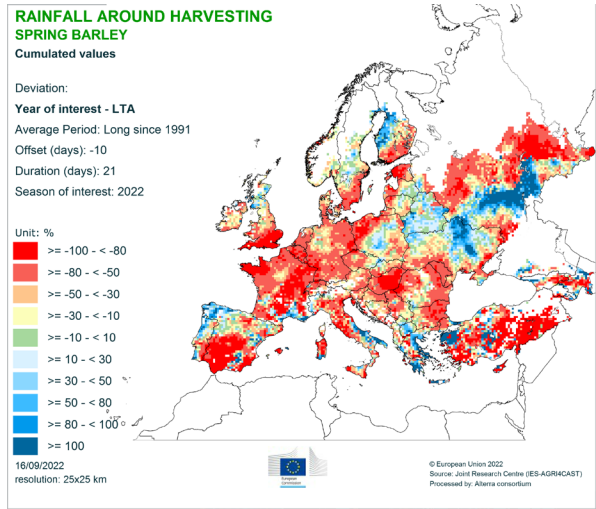 RAINFALL AROUND HARVESTING
SPRING BARLEY
Cumulated values
Deviation:
Year of interest - LTA
Average Period: Long since 1991
Offset (days): -10
Duration (days): 21
Season of interest: 2022
Unit: %
>= -100 - < -80
>= -80 - < -50
>= -50 - < -30
>= -30 - < -10
>= -10 - < 10
>= 10 - < 30
>= 30 - < 50
>= 50 - < 80
>= 80 - < 100
>= 100
16/09/2022
resolution: 25x25 km
European
Commission
© European Union 2022
Source: Joint Research Centre (IES-AGRI4CAST)
Processed by: Alterra consortium